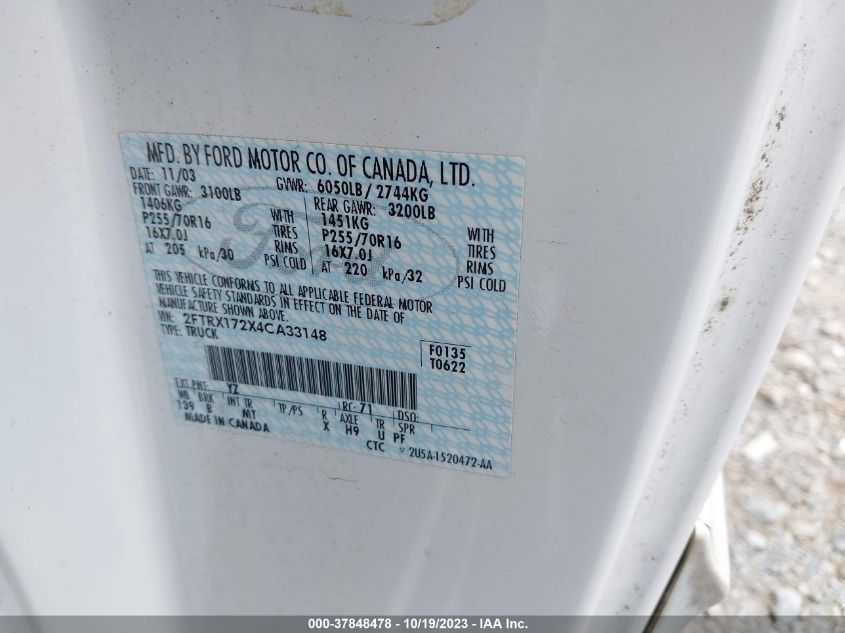 MFD. BY FORD MOTOR CO. OF CANADA, LTD.
DATE: 11/03 GVWR: 6050LB / 2744KG
FRONT GAWR: 3100LB REAR GAWR: 3200LB
1406KG WITH 1451KG WITH
P255/70R16 TIRES P255/70R16 TIRES
16X7.0J RIMS 16X7.0J RIMS
AT 205 kPa/30 PSI COLD AT 220 kPa/32 PSI COLD
THIS VEHICLE CONFORMS TO ALL APPLICABLE FEDERAL MOTOR
VEHICLE SAFETY STANDARDS IN EFFECT ON THE DATE OF
MANUFACTURE SHOWN ABOVE.
VIN: 2FTRX172X4CA33148
TYPE: TRUCK
F0135
T0622
EXT PNT: YZ RC: 71 DSO:
WB BRK INT TR TP/PS R AXLE TR SPR
139 B MT X H9 U PF
MADE IN CANADA CTC
2U5A-1520472-AA
000-37848478 - 10/19/2023 - IAA Inc.